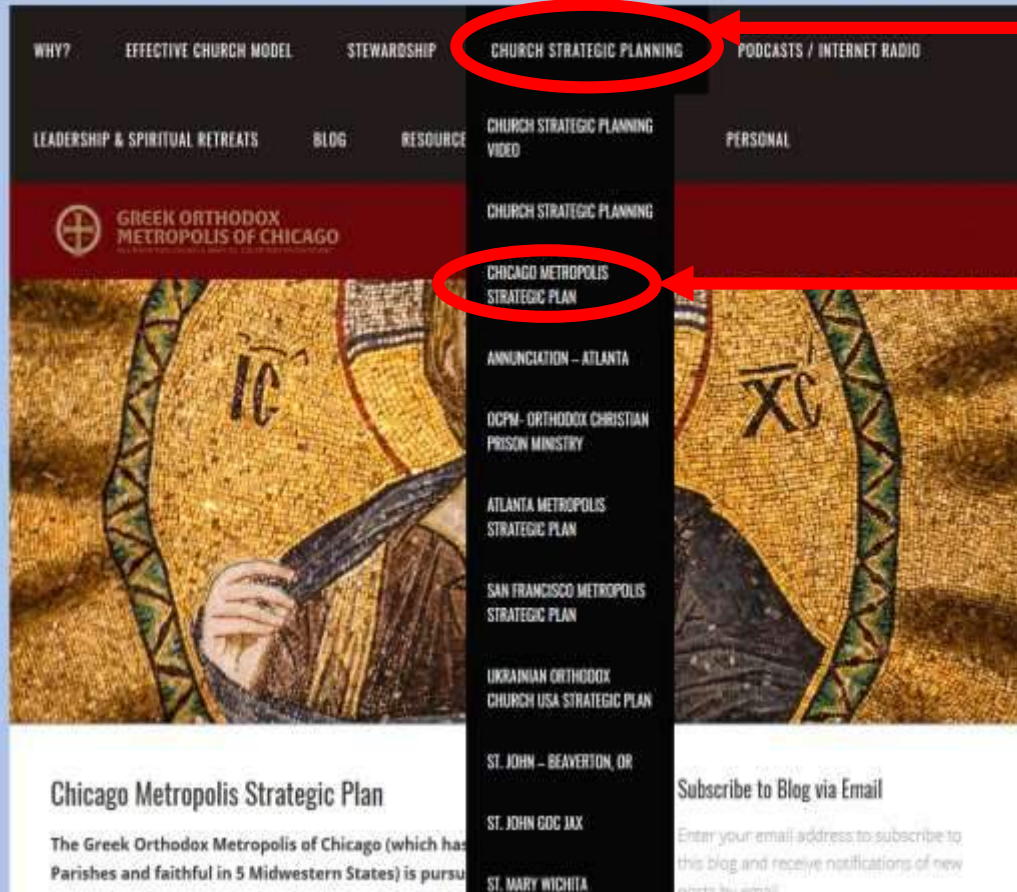 WHY? EFFECTIVE CHURCH MODEL STEWARDSHIP CHURCH STRATEGIC PLANNING PODCASTS / INTERNET RADIO
LEADERSHIP & SPIRITUAL RETREATS BLOG RESOURCE PERSONAL
CHURCH STRATEGIC PLANNING
VIDEO
CHURCH STRATEGIC PLANNING
CHICAGO METROPOLIS
STRATEGIC PLAN
ANNUNCIATION – ATLANTA
OCPM- ORTHODOX CHRISTIAN
PRISON MINISTRY
ATLANTA METROPOLIS
STRATEGIC PLAN
SAN FRANCISCO METROPOLIS
STRATEGIC PLAN
UKRAINIAN ORTHODOX
CHURCH USA STRATEGIC PLAN
ST. JOHN – BEAVERTON, OR
ST. JOHN GOC JAX
ST. MARY WICHITA
GREEK ORTHODOX
METROPOLIS OF CHICAGO
IC XC
Chicago Metropolis Strategic Plan
The Greek Orthodox Metropolis of Chicago (which has
Parishes and faithful in 5 Midwestern States) is pursu
Subscribe to Blog via Email
Enter your email address to subscribe to
this blog and receive notifications of new
posts by email.